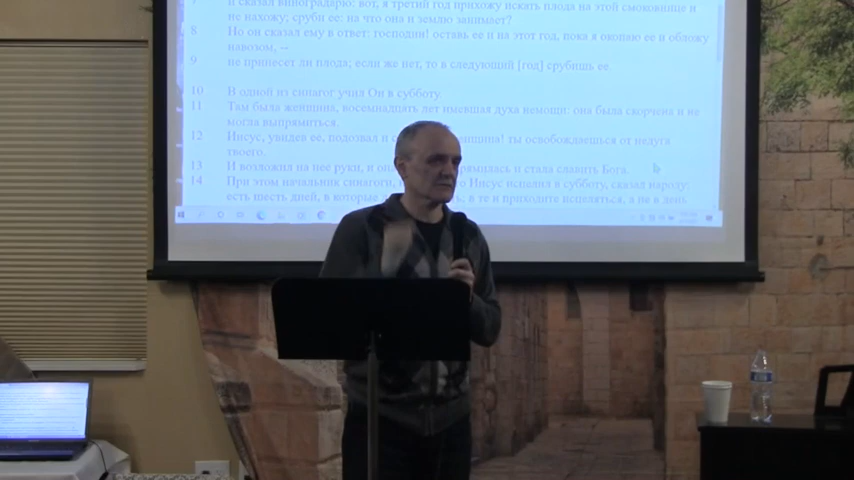 7 и сказал виноградарю: вот, я третий год прихожу искать плода на этой смоковнице и
не нахожу; сруби ее: на что она и землю занимает?
8 Но он сказал ему в ответ: господин! оставь ее и на этот год, пока я окопаю ее и обложу
навозом, --
9 не принесет ли плода; если же нет, то в следующий [год] срубишь ее.
10 В одной из синагог учил Он в субботу.
11 Там была женщина, восемнадцать лет имевшая духа немощи: она была скорчена и не
могла выпрямиться.
12 Иисус, увидев ее, подозвал и с щина! ты освобождаешься от недуга
твоего.
13 И возложил на нее руки, и она рямилась и стала славить Бога.
14 При этом начальник синагоги, о Иисус исцелил в субботу, сказал народу:
есть шесть дней, в которые д ь, в те и приходите исцеляться, а не в день